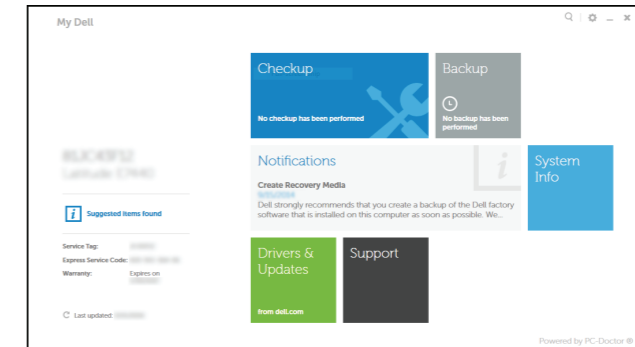 My Dell
Checkup
No checkup has been performed
Backup
No backup has been
performed
Notifications
Create Recovery Media
Dell strongly recommends that you create a backup of the Dell factory
software that is installed on this computer as soon as possible. We...
System
Info
i Suggested items found
Service Tag:
Express Service Code:
Warranty: Expires on
Last updated:
Drivers &
Updates
from dell.com
Support
Powered by PC-Doctor ®